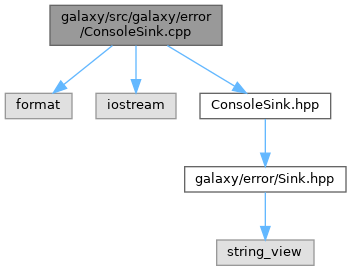 galaxy/src/galaxy/error
/ConsoleSink.cpp
format
iostream
ConsoleSink.hpp
galaxy/error/Sink.hpp
string_view